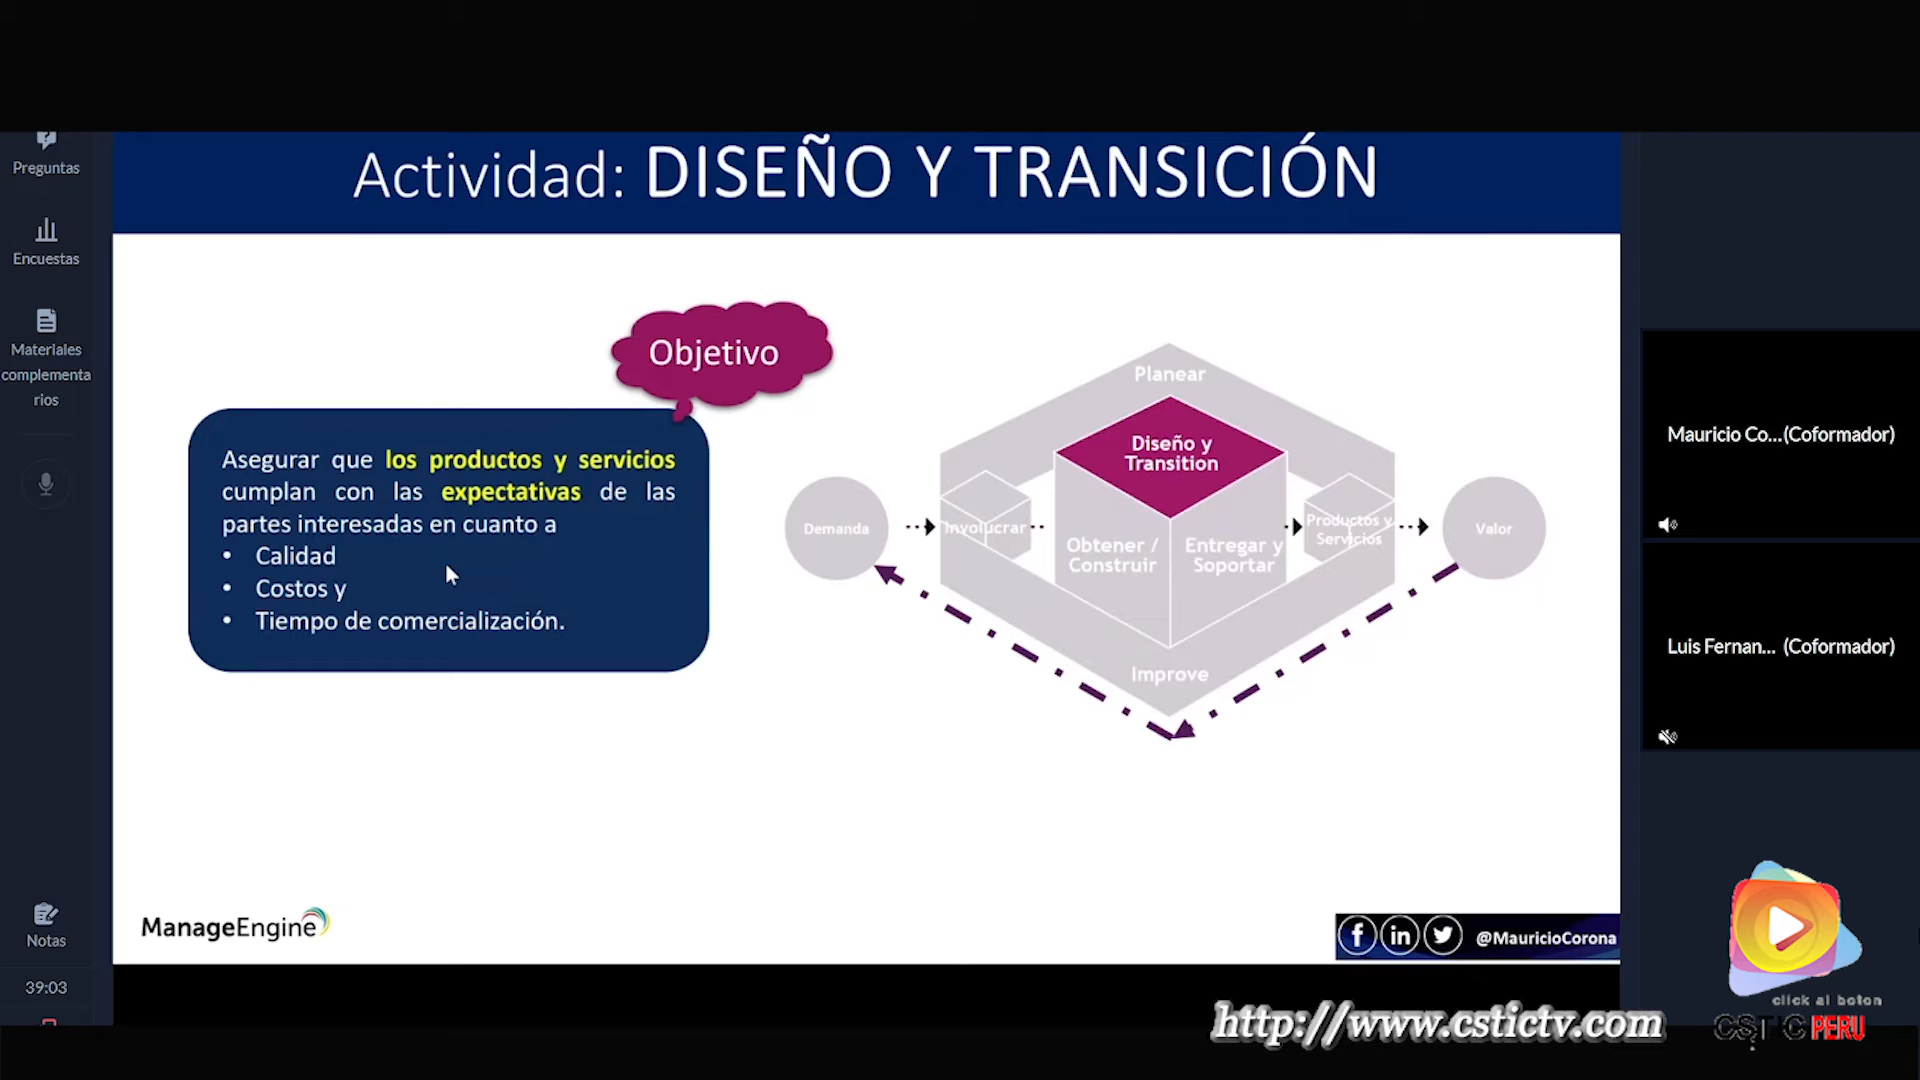 Preguntas
Encuestas
Materiales
complementa
rios
Notas
39:03
Actividad: DISEÑO Y TRANSICIÓN
Objetivo
Asegurar que los productos y servicios
cumplan con las expectativas de las
partes interesadas en cuanto a
• Calidad
• Costos y
• Tiempo de comercialización.
Planear
Diseño y
Transition
Demanda
Involucrar
Obtener /
Construir
Entregar y
Soportar
Productos y
Servicios
Valor
Improve
ManageEngine
@MauricioCorona
Mauricio Co...(Coformador)
Luis Fernan... (Coformador)
click al boton
CSTIC PERU
http://www.cstictv.com